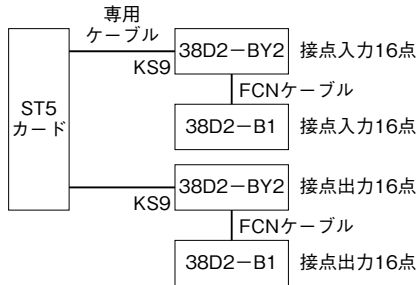 専用
ケーブル
38D2−BY2 接点入力16点
KS9
FCNケーブル
ST5
カード
38D2−B1 接点入力16点
38D2−BY2 接点出力16点
KS9
FCNケーブル
38D2−B1 接点出力16点